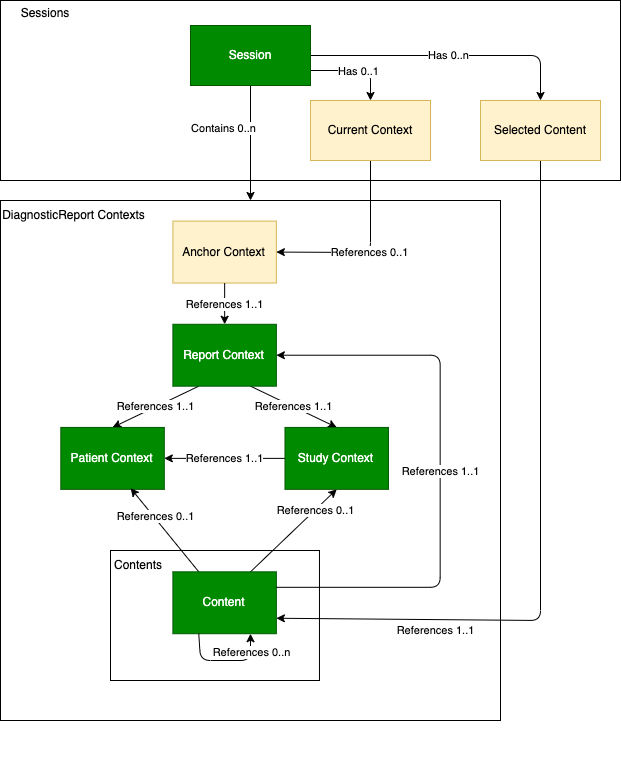 Sessions
Session
Has 0..n
Has 0..1
Current Context
Selected Content
Contains 0..n
DiagnosticReport Contexts
Anchor Context
References 0..1
References 1..1
Report Context
References 1..1
References 1..1
Patient Context
References 1..1
Study Context
References 1..1
References 0..1
References 0..1
Contents
Content
References 1..1
References 0..n